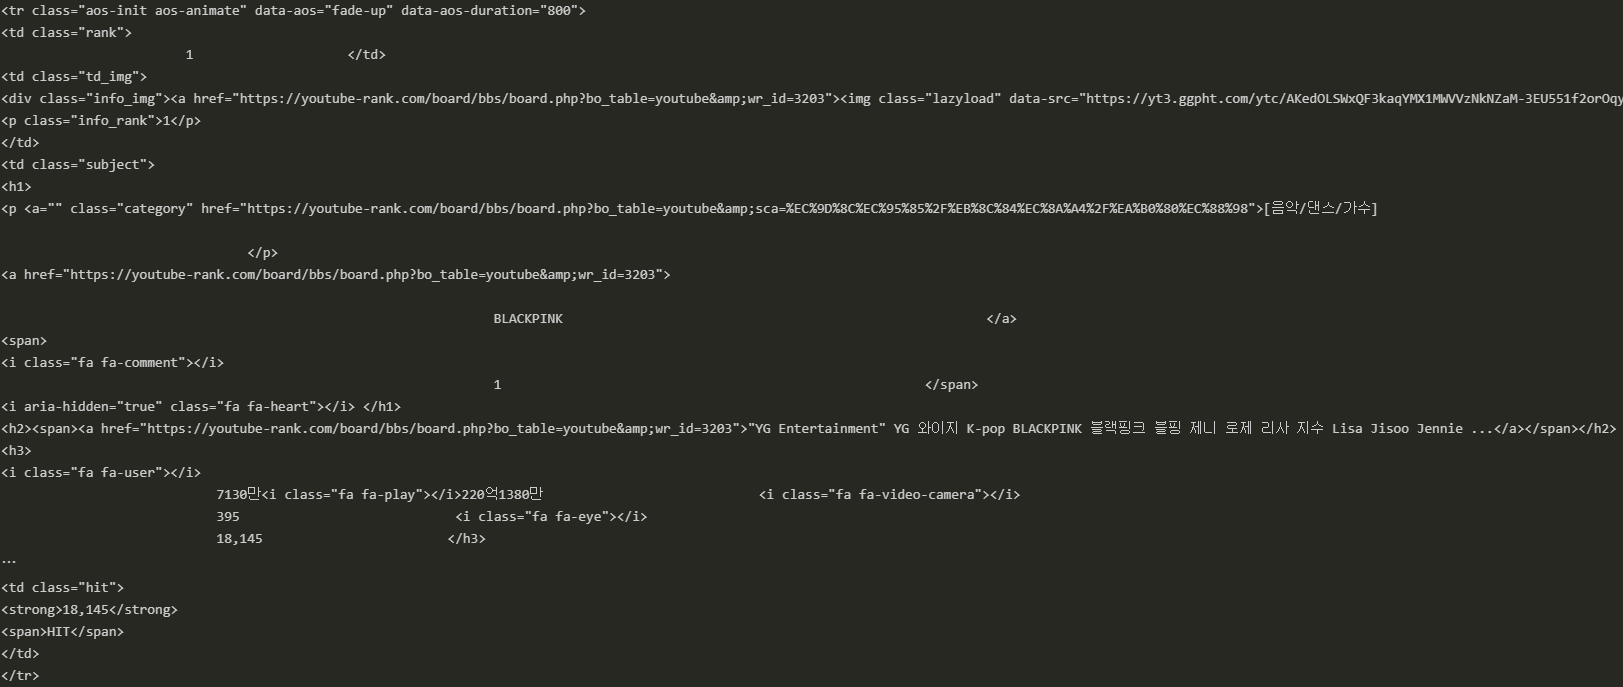 <tr class="aos-init aos-animate" data-aos="fade-up" data-aos-duration="800">
<td class="rank">
1 </td>
<td class="td_img">
<div class="info_img"><a href="https://youtube-rank.com/board/bbs/board.php?bo_table=youtube&amp;wr_id=3203"><img class="lazyload" data-src="https://yt3.ggpht.com/ytc/AKedOLSWxQF3kaqYMX1MWVVzNkNZaM-3EU551f2orOqy
<p class="info_rank">1</p>
</td>
<td class="subject">
<h1>
<p <a="" class="category" href="https://youtube-rank.com/board/bbs/board.php?bo_table=youtube&amp;sca=%EC%9D%8C%EC%95%85%2F%EB%8C%84%EC%8A%A4%2F%EA%B0%80%EC%88%98">[음악/댄스/가수]
</p>
<a href="https://youtube-rank.com/board/bbs/board.php?bo_table=youtube&amp;wr_id=3203">
BLACKPINK </a>
<span>
<i class="fa fa-comment"></i>
1 </span>
<i aria-hidden="true" class="fa fa-heart"></i> </h1>
<h2><span><a href="https://youtube-rank.com/board/bbs/board.php?bo_table=youtube&amp;wr_id=3203">"YG Entertainment" YG 와이지 K-pop BLACKPINK 블랙핑크 블핑 제니 로제 리사 지수 Lisa Jisoo Jennie ...</a></span></h2>
<h3>
<i class="fa fa-user"></i>
7130만<i class="fa fa-play"></i>220억1380만 <i class="fa fa-video-camera"></i>
395 <i class="fa fa-eye"></i>
18,145 </h3>
...
<td class="hit">
<strong>18,145</strong>
<span>HIT</span>
</td>
</tr>